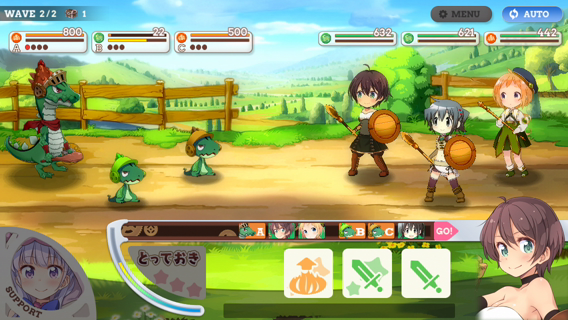 WAVE 2/2 1
MENU
AUTO
800
22
500
632
621
442
A
B
C
A B C GO!
とっておき
SUPPORT